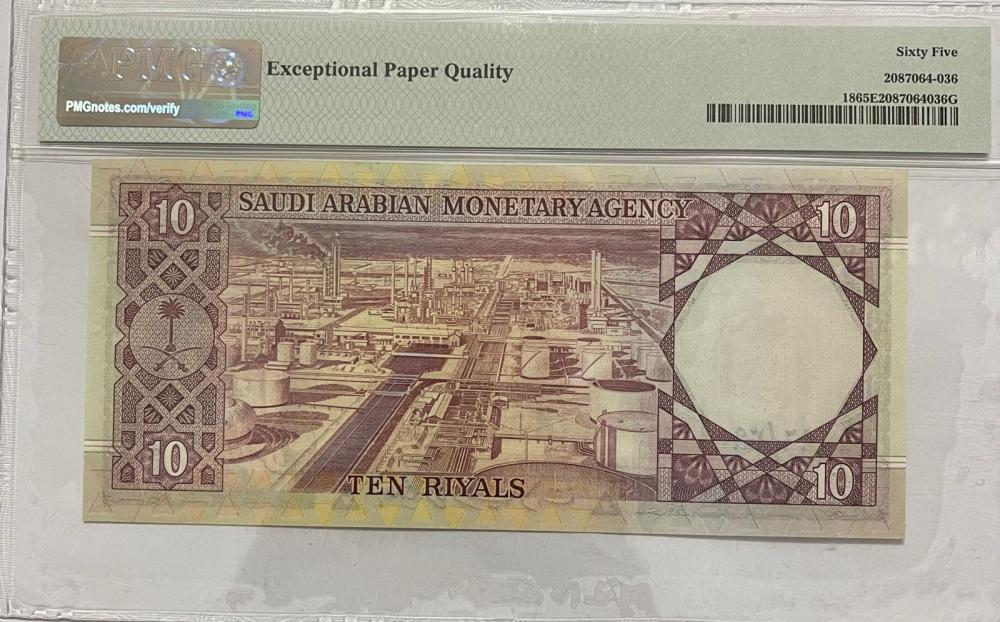 PMG
PMGnotes.com/verify
Exceptional Paper Quality
Sixty Five
2087064-036
1865E2087064036G
10
SAUDI ARABIAN MONETARY AGENCY
10
10
TEN RIYALS
10